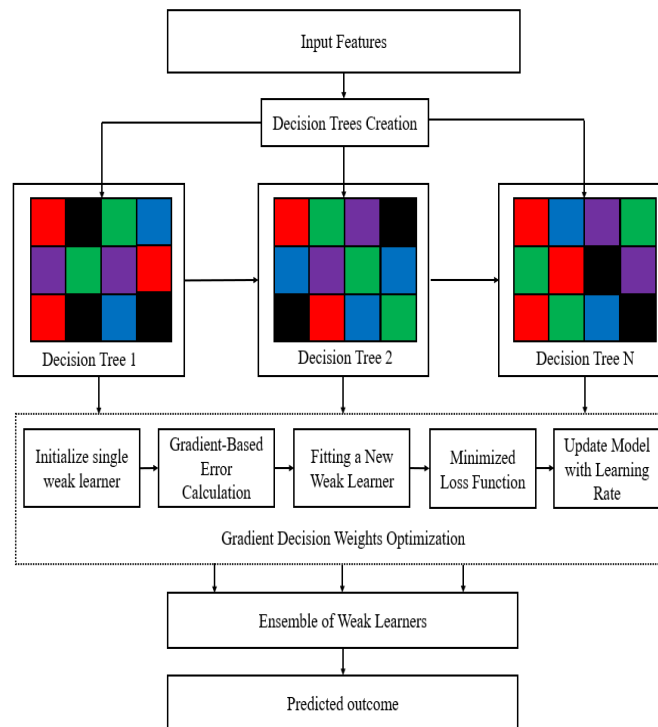 Input Features
Decision Trees Creation
Decision Tree 1
Decision Tree 2
Decision Tree N
Initialize single
weak learner
Gradient-Based
Error
Calculation
Fitting a New
Weak Learner
Minimized
Loss Function
Update Model
with Learning
Rate
Gradient Decision Weights Optimization
Ensemble of Weak Learners
Predicted outcome